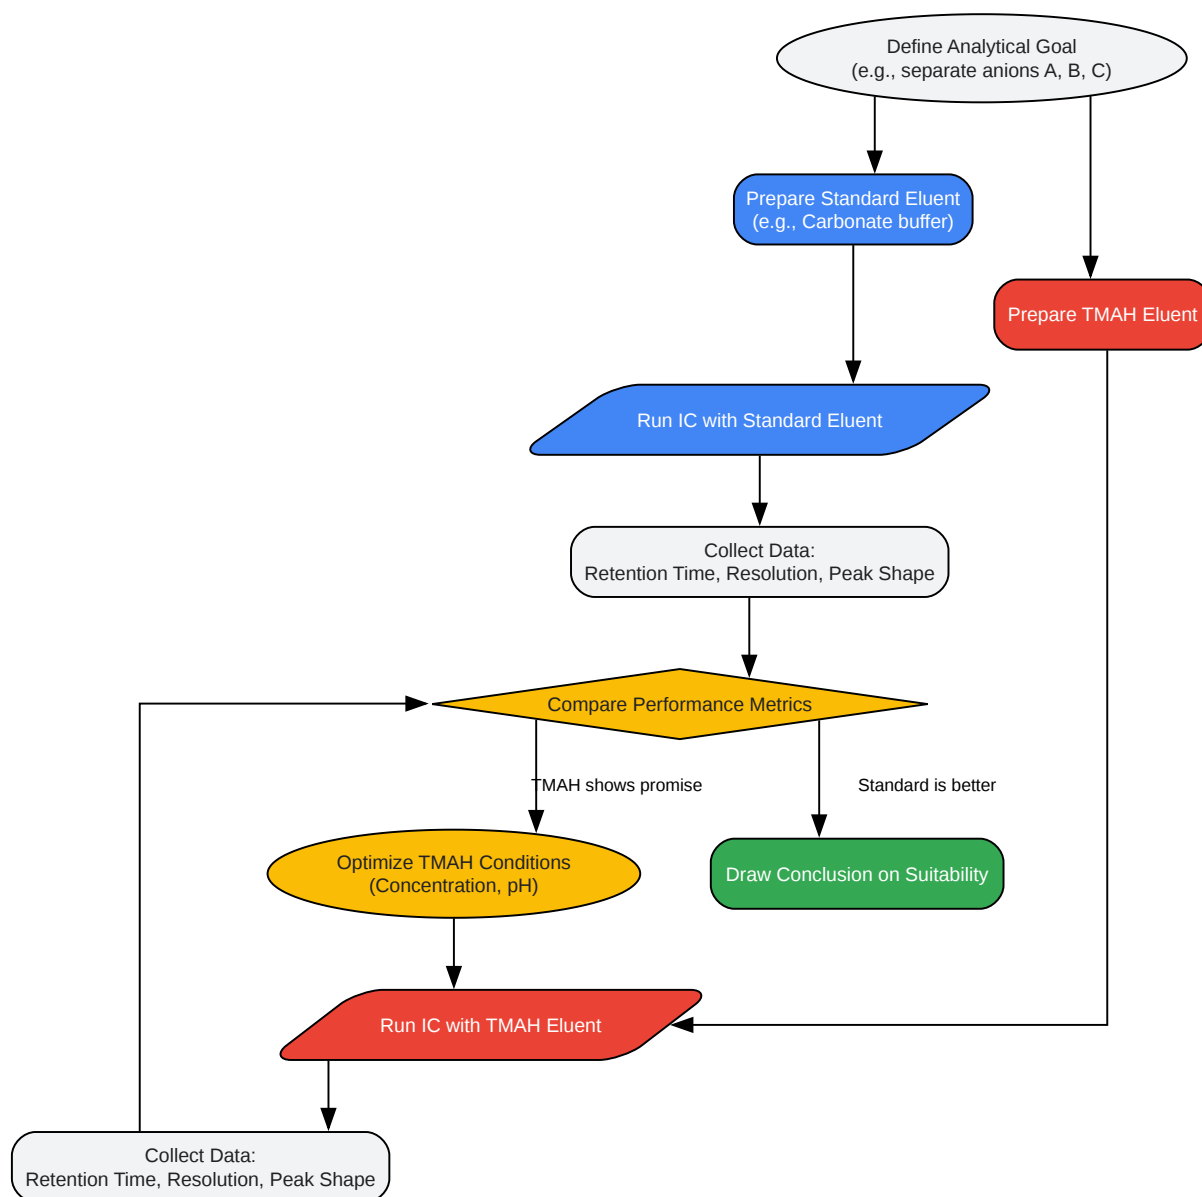 Define Analytical Goal
(e.g., separate anions A, B, C)
Prepare Standard Eluent
(e.g., Carbonate buffer)
Prepare TMAH Eluent
Run IC with Standard Eluent
Collect Data:
Retention Time, Resolution, Peak Shape
Compare Performance Metrics
TMAH shows promise
Standard is better
Optimize TMAH Conditions
(Concentration, pH)
Draw Conclusion on Suitability
Run IC with TMAH Eluent
Collect Data:
Retention Time, Resolution, Peak Shape